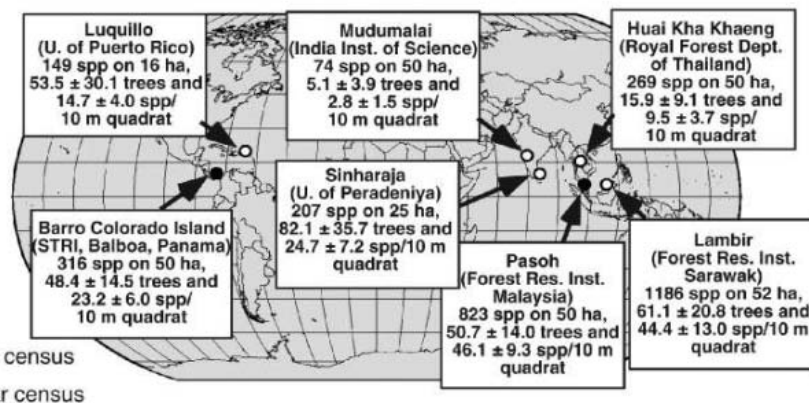 Luquillo
(U. of Puerto Rico)
149 spp on 16 ha,
53.5 ± 30.1 trees and
14.7 ± 4.0 spp/
10 m quadrat
Mudumalai
(India Inst. of Science)
74 spp on 50 ha,
5.1 ± 3.9 trees and
2.8 ± 1.5 spp/
10 m quadrat
Huai Kha Khaeng
(Royal Forest Dept.
of Thailand)
269 spp on 50 ha,
15.9 ± 9.1 trees and
9.5 ± 3.7 spp/
10 m quadrat
Sinharaja
(U. of Peradeniya)
207 spp on 25 ha,
82.1 ± 35.7 trees and
24.7 ± 7.2 spp/10 m
quadrat
Barro Colorado Island
(STRI, Balboa, Panama)
316 spp on 50 ha,
48.4 ± 14.5 trees and
23.2 ± 6.0 spp/
10 m quadrat
Pasoh
(Forest Res. Inst.
Malaysia)
823 spp on 50 ha,
50.7 ± 14.0 trees and
46.1 ± 9.3 spp/10 m
quadrat
Lambir
(Forest Res. Inst.
Sarawak)
1186 spp on 52 ha,
61.1 ± 20.8 trees and
44.4 ± 13.0 spp/10 m
quadrat
census
census